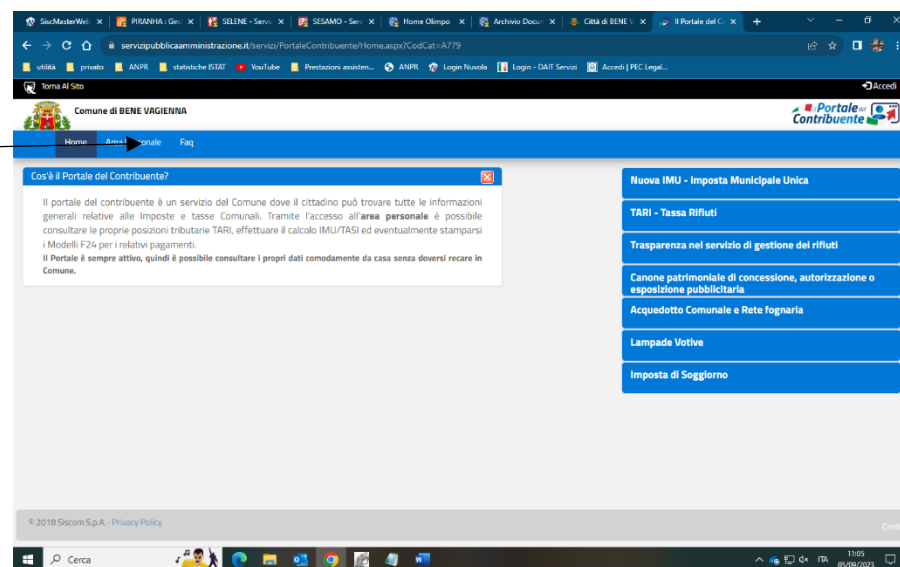 SiscMasterWeb
PIRANHA : Ges
SELENE - Servi
SESAMO - Serv
Home Olimpo
Archivio Docum
Città di BENE V
Il Portale del Co
servizipubblicaamministrazione.it/servizi/PortaleContribuente/Home.aspx?CodCat=A779
utilità privato ANPR statistiche ISTAT YouTube Prestazioni assisten... ANPR Login Nuvola Login - DAIT Servizi Accedi | PEC Legal...
Torna Al Sito
Accedi
Comune di BENE VAGIENNA
il Portale del
Contribuente
Home Faq
Cos'è il Portale del Contribuente?
Il portale del contribuente è un servizio del Comune dove il cittadino può trovare tutte le informazioni
generali relative alle Imposte e tasse Comunali. Tramite l'accesso all'area personale è possibile
consultare le proprie posizioni tributarie TARI, effettuare il calcolo IMU/TASI ed eventualmente stamparsi
i Modelli F24 per i relativi pagamenti.
Il Portale è sempre attivo, quindi è possibile consultare i propri dati comodamente da casa senza doversi recare in
Comune.
Nuova IMU - Imposta Municipale Unica
TARI - Tassa Rifiuti
Trasparenza nel servizio di gestione dei rifiuti
Canone patrimoniale di concessione, autorizzazione o
esposizione pubblicitaria
Acquedotto Comunale e Rete fognaria
Lampade Votive
Imposta di Soggiorno
© 2018 Siscom S.p.A. - Privacy Policy
Credi
Cerca
ITA
11:05
05/09/2023